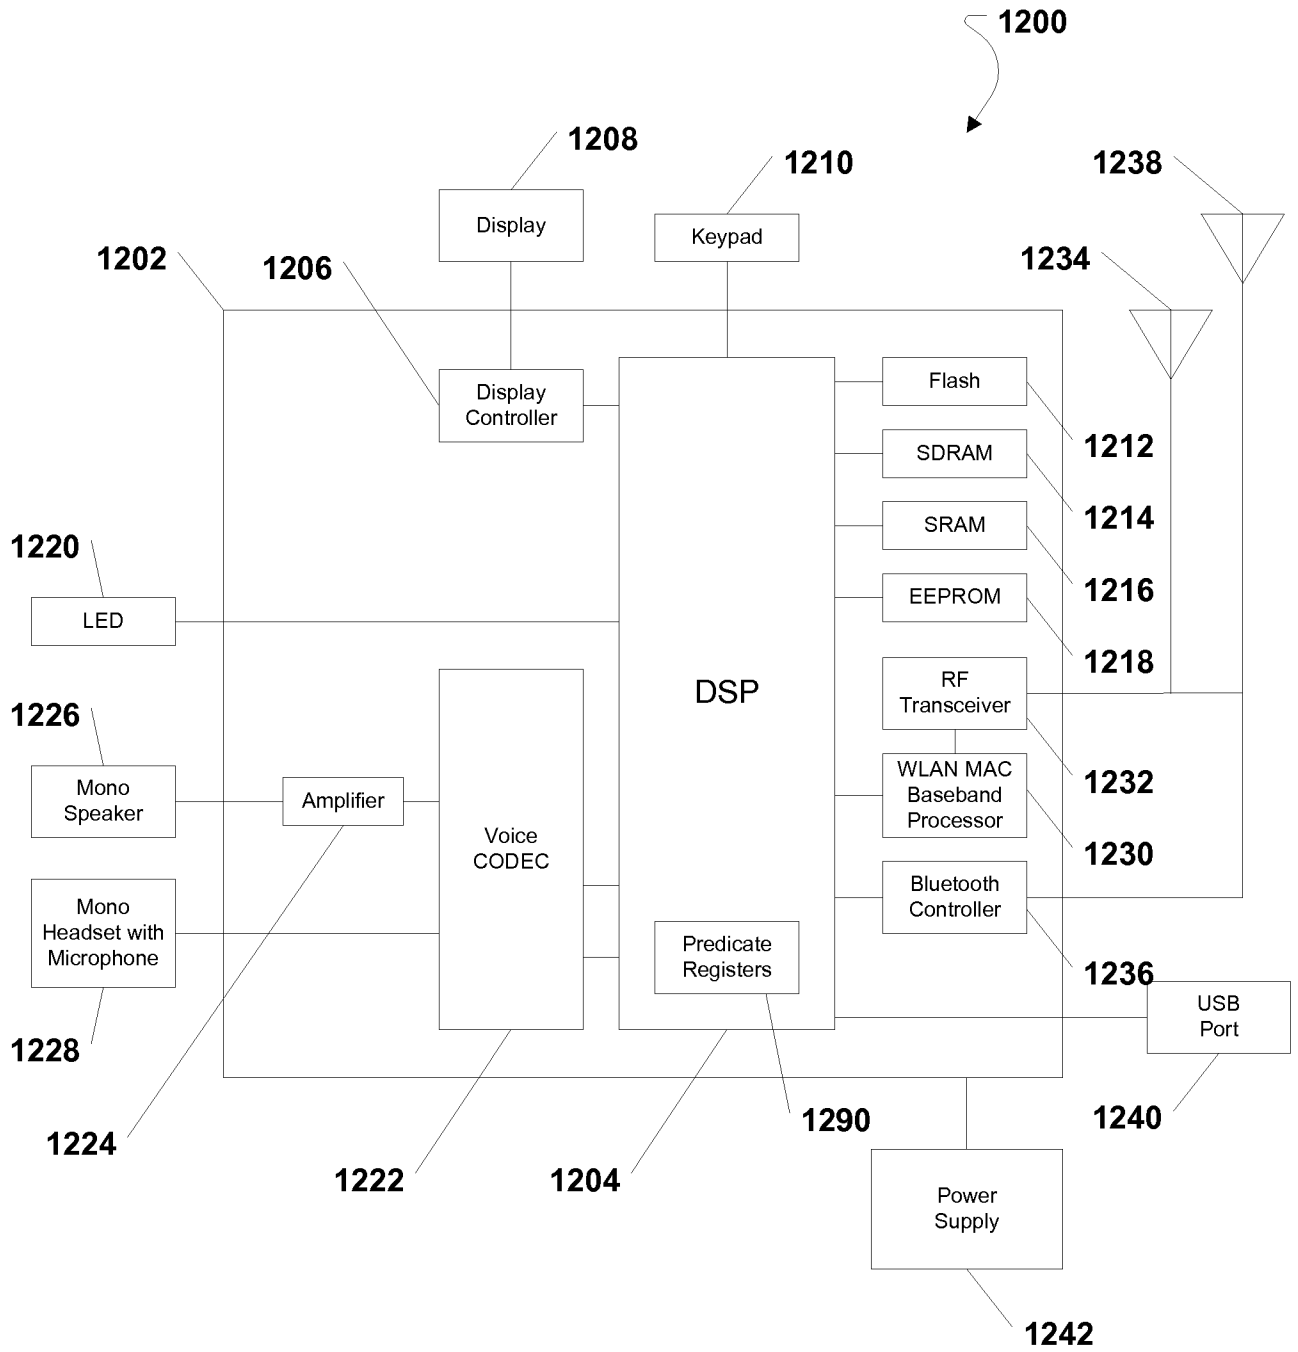 1200
1208
1210
1238
Display
Keypad
1202
1206
1234
Display
Controller
Flash
1212
SDRAM
1214
SRAM
1216
1220
EEPROM
LED
1218
DSP
RF
Transceiver
1226
1232
Mono
Speaker
Amplifier
WLAN MAC
Baseband
Processor
1230
Voice
CODEC
Bluetooth
Controller
Mono
Headset with
Microphone
Predicate
Registers
1236
USB
Port
1228
1224
1222
1204
1290
1240
Power
Supply
1242